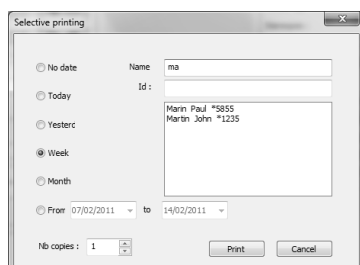 Selective printing
No date
Name
ma
Id :
Today
Marin Paul *5855
Martin John *1235
Yesterc
Week
Month
From 07/02/2011 to 14/02/2011
Nb copies : 1
Print
Cancel